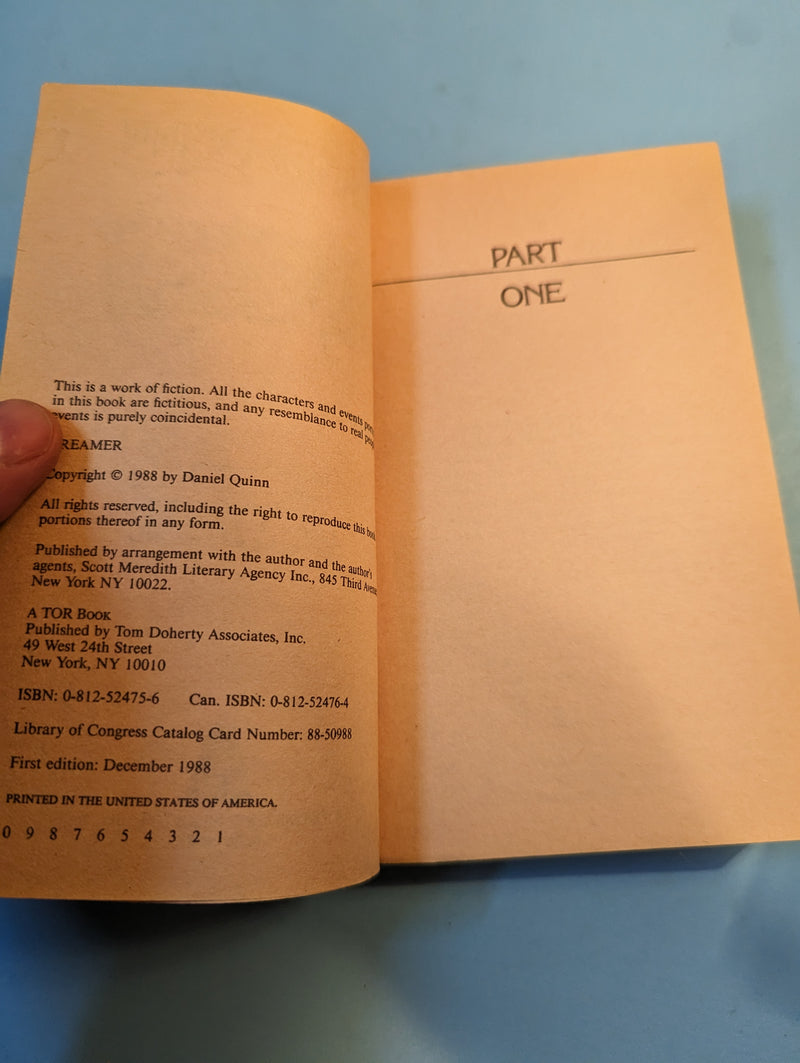 This is a work of fiction. All the characters and events
in this book are fictitious, and any resemblance to real
events is purely coincidental.
REAMER
Copyright © 1988 by Daniel Quinn
All rights reserved, including the right to reproduce this book
portions thereof in any form.
Published by arrangement with the author and the author's
agents, Scott Meredith Literary Agency Inc., 845 Third Avenue
New York NY 10022.
A TOR BOOK
Published by Tom Doherty Associates, Inc.
49 West 24th Street
New York, NY 10010
ISBN: 0-812-52475-6 Can. ISBN: 0-812-52476-4
Library of Congress Catalog Card Number: 88-50988
First edition: December 1988
PRINTED IN THE UNITED STATES OF AMERICA.
0 9 8 7 6 5 4 3 2 1
PART
ONE